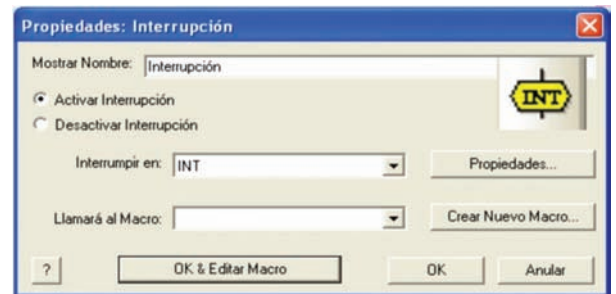 Propiedades: Interrupción
Mostrar Nombre: Interrupción
INT
Activar Interrupción
Desactivar Interrupción
Interrumpir en: INT Propiedades...
Llamará al Macro: Crear Nuevo Macro...
? OK & Editar Macro OK Anular